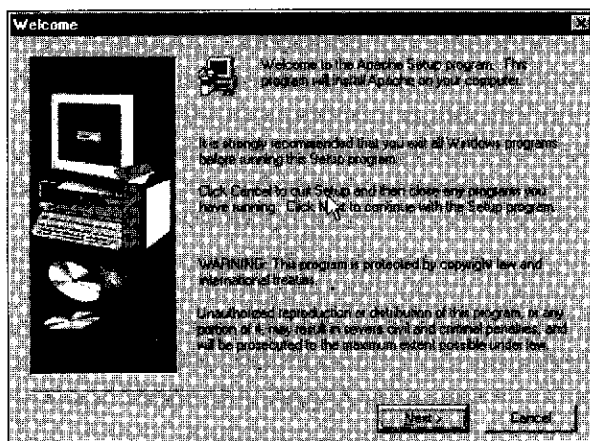 Welcome
Welcome to the Apache Setup program. This
program will install Apache on your computer.
It is strongly recommended that you exit all Windows programs
before running this Setup program.
Click Cancel to quit Setup and then close any programs you
have running. Click Next to continue with the Setup program.
WARNING: This program is protected by copyright law and
international treaties.
Unauthorized reproduction or distribution of this program, or any
portion of it, may result in severe civil and criminal penalties, and
will be prosecuted to the maximum extent possible under law.
Next >
Cancel